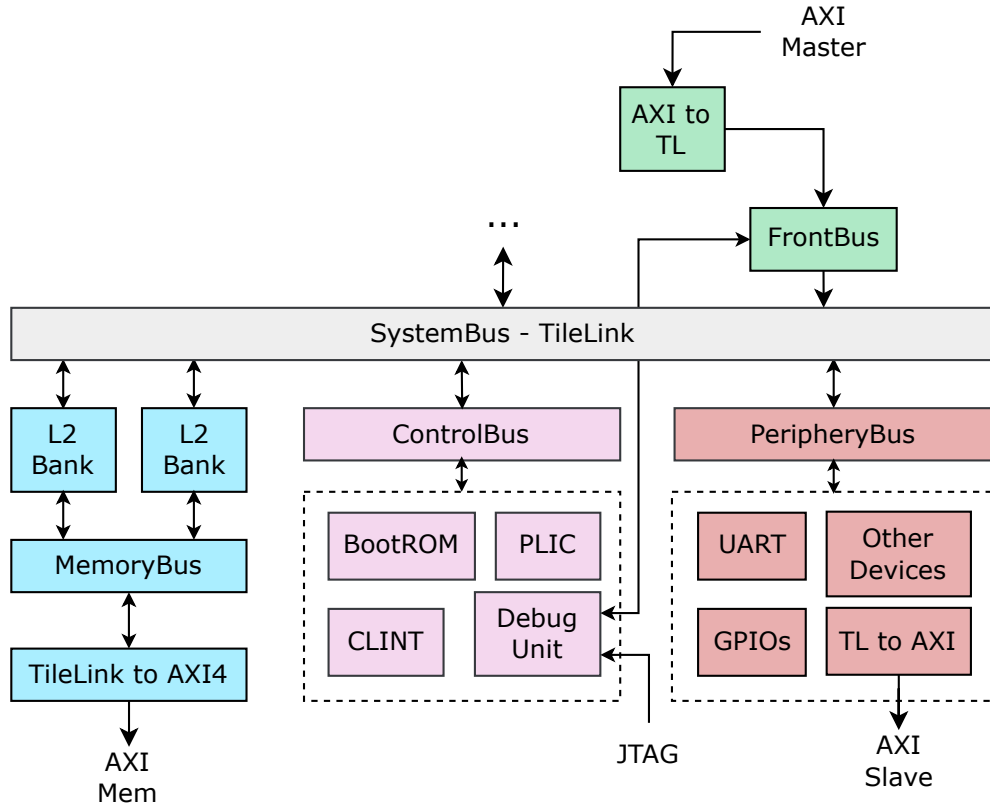 AXI
Master
AXI to
TL
...
FrontBus
SystemBus - TileLink
L2
Bank
L2
Bank
ControlBus
PeripheryBus
BootROM
PLIC
UART
Other
Devices
MemoryBus
CLINT
Debug
Unit
GPIOs
TL to AXI
TileLink to AXI4
AXI
Mem
JTAG
AXI
Slave